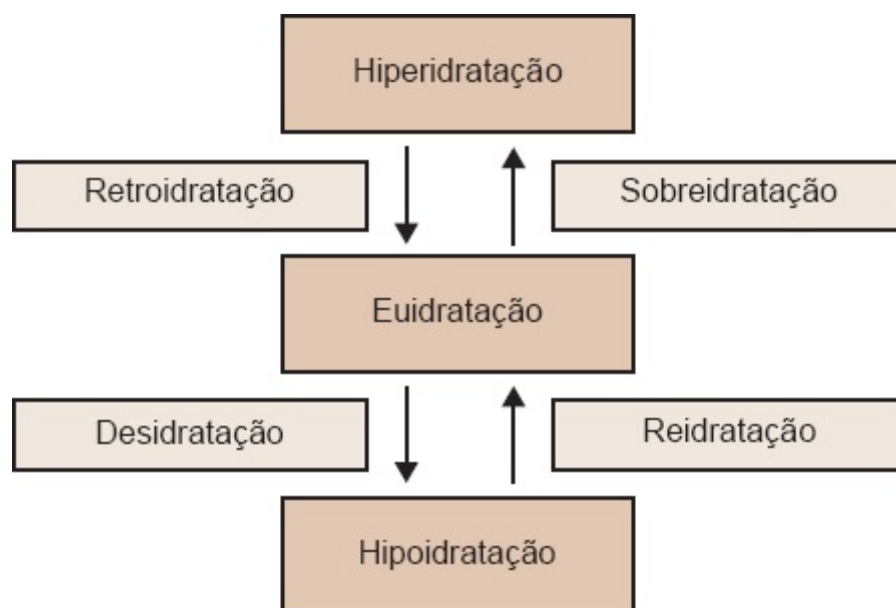 Hiperidratação
Retroidratação
Sobreidratação
Euidratação
Desidratação
Reidratação
Hipoidratação